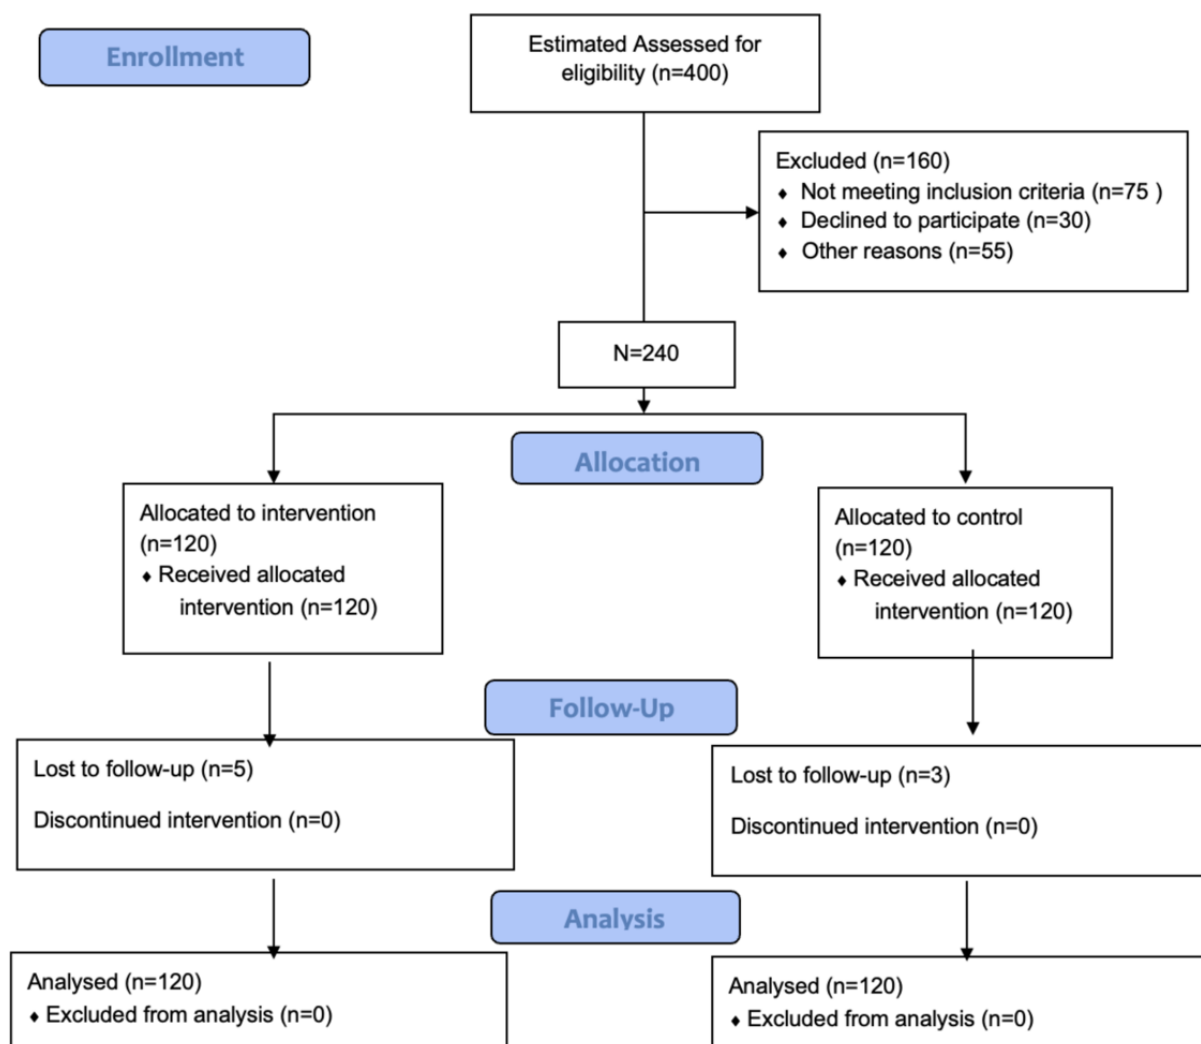 Enrollment
Estimated Assessed for
eligibility (n=400)
Excluded (n=160)
♦ Not meeting inclusion criteria (n=75 )
♦ Declined to participate (n=30)
♦ Other reasons (n=55)
N=240
Allocation
Allocated to intervention
(n=120)
♦ Received allocated
intervention (n=120)
Allocated to control
(n=120)
♦ Received allocated
intervention (n=120)
Follow-Up
Lost to follow-up (n=5)
Discontinued intervention (n=0)
Lost to follow-up (n=3)
Discontinued intervention (n=0)
Analysis
Analysed (n=120)
♦ Excluded from analysis (n=0)
Analysed (n=120)
♦ Excluded from analysis (n=0)